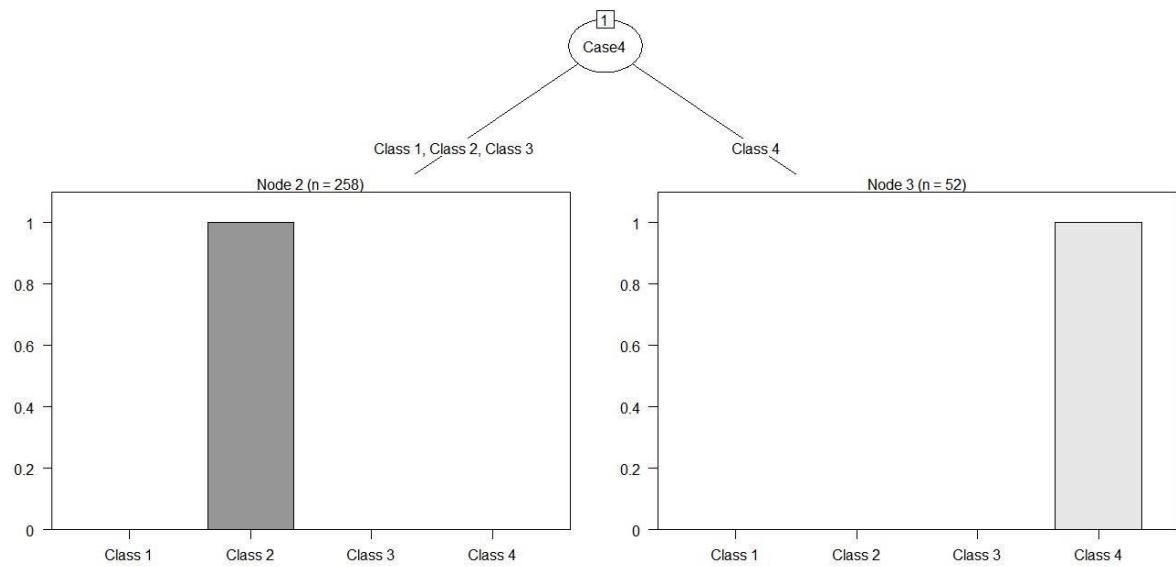 1
Case4
Class 1, Class 2, Class 3
Class 4
Node 2 (n = 258)
1
0.8
0.6
0.4
0.2
0
Class 1 Class 2 Class 3 Class 4
Node 3 (n = 52)
1
0.8
0.6
0.4
0.2
0
Class 1 Class 2 Class 3 Class 4